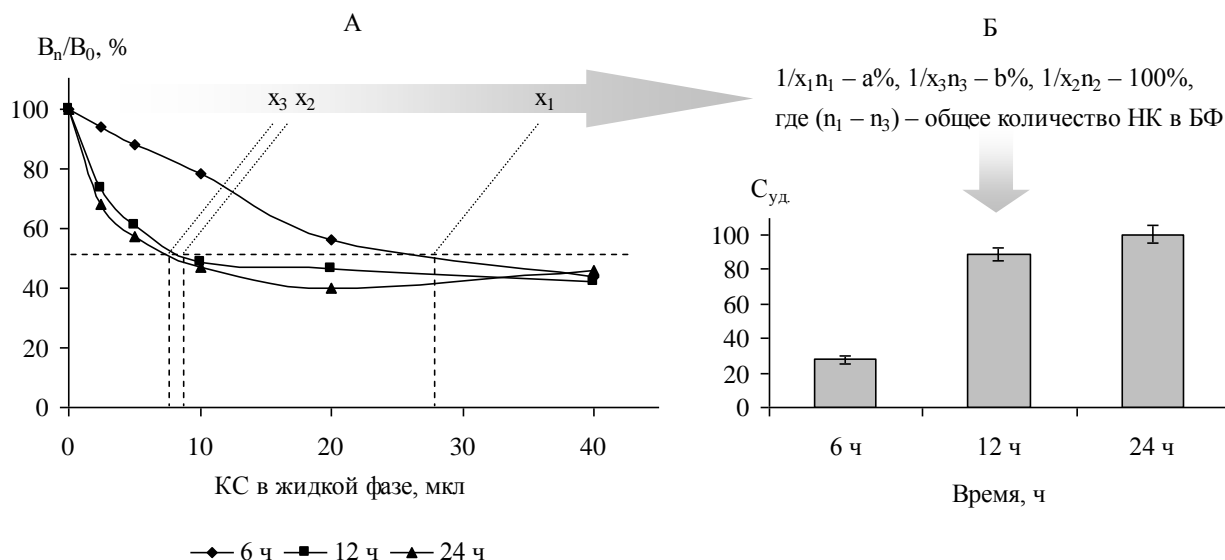 А
Б
Bn/B0, %
1/x1n1 – a%, 1/x3n3 – b%, 1/x2n2 – 100%,
где (n1 – n3) – общее количество НК в БФ
x3 x2 x1
100
80
60
40
20
0
0 10 20 30 40
КС в жидкой фазе, мкл
6 ч 12 ч 24 ч
Суд.
100
80
60
40
20
0
6 ч 12 ч 24 ч
Время, ч